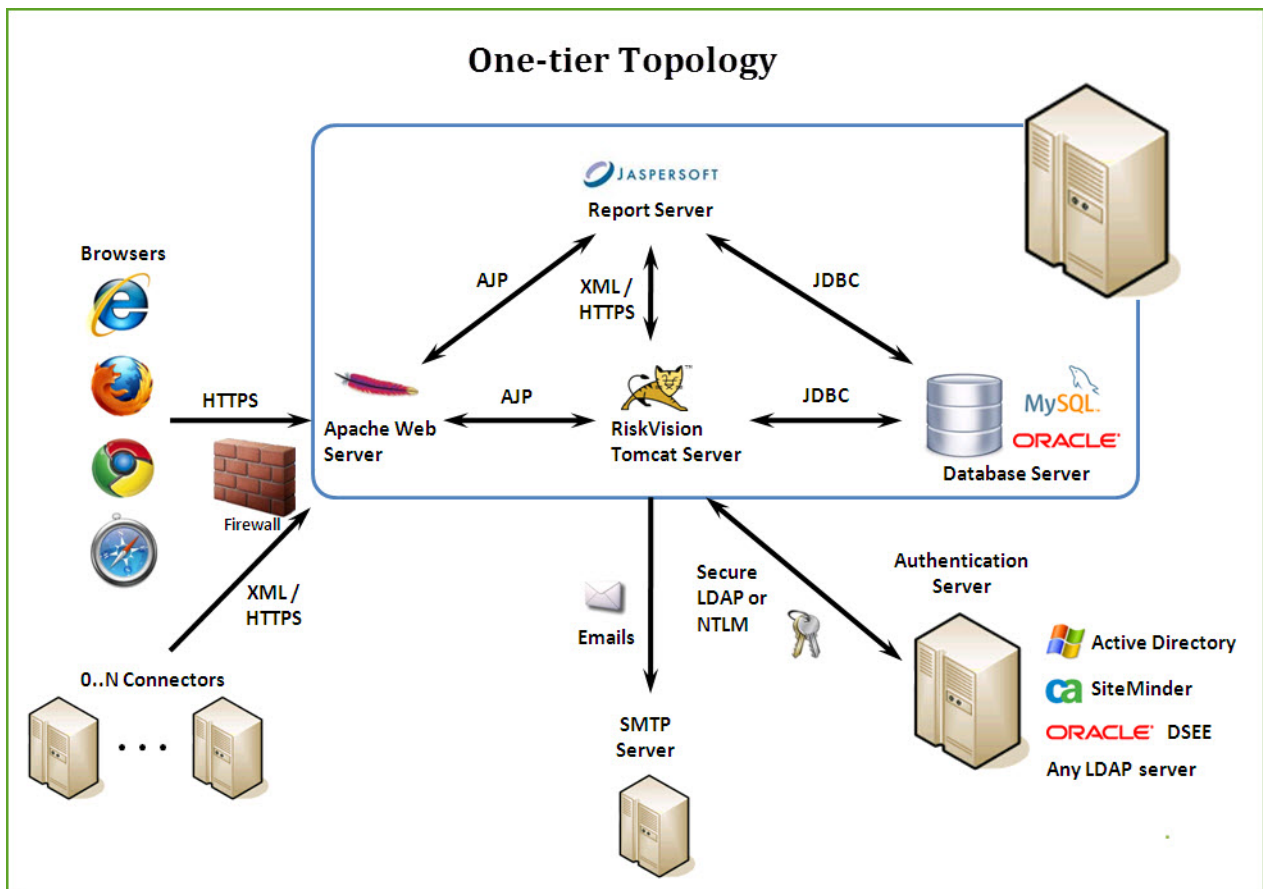 One-tier Topology
JASPERSOFT
Report Server
Browsers
AJP
XML /
HTTPS
JDBC
HTTPS
Apache Web
Server
AJP
TM
RiskVision
Tomcat Server
JDBC
MySQL
ORACLE
Database Server
Firewall
XML /
HTTPS
0..N Connectors
Emails
SMTP
Server
Secure
LDAP or
NTLM
Authentication
Server
Active Directory
ca SiteMinder
ORACLE DSEE
Any LDAP server